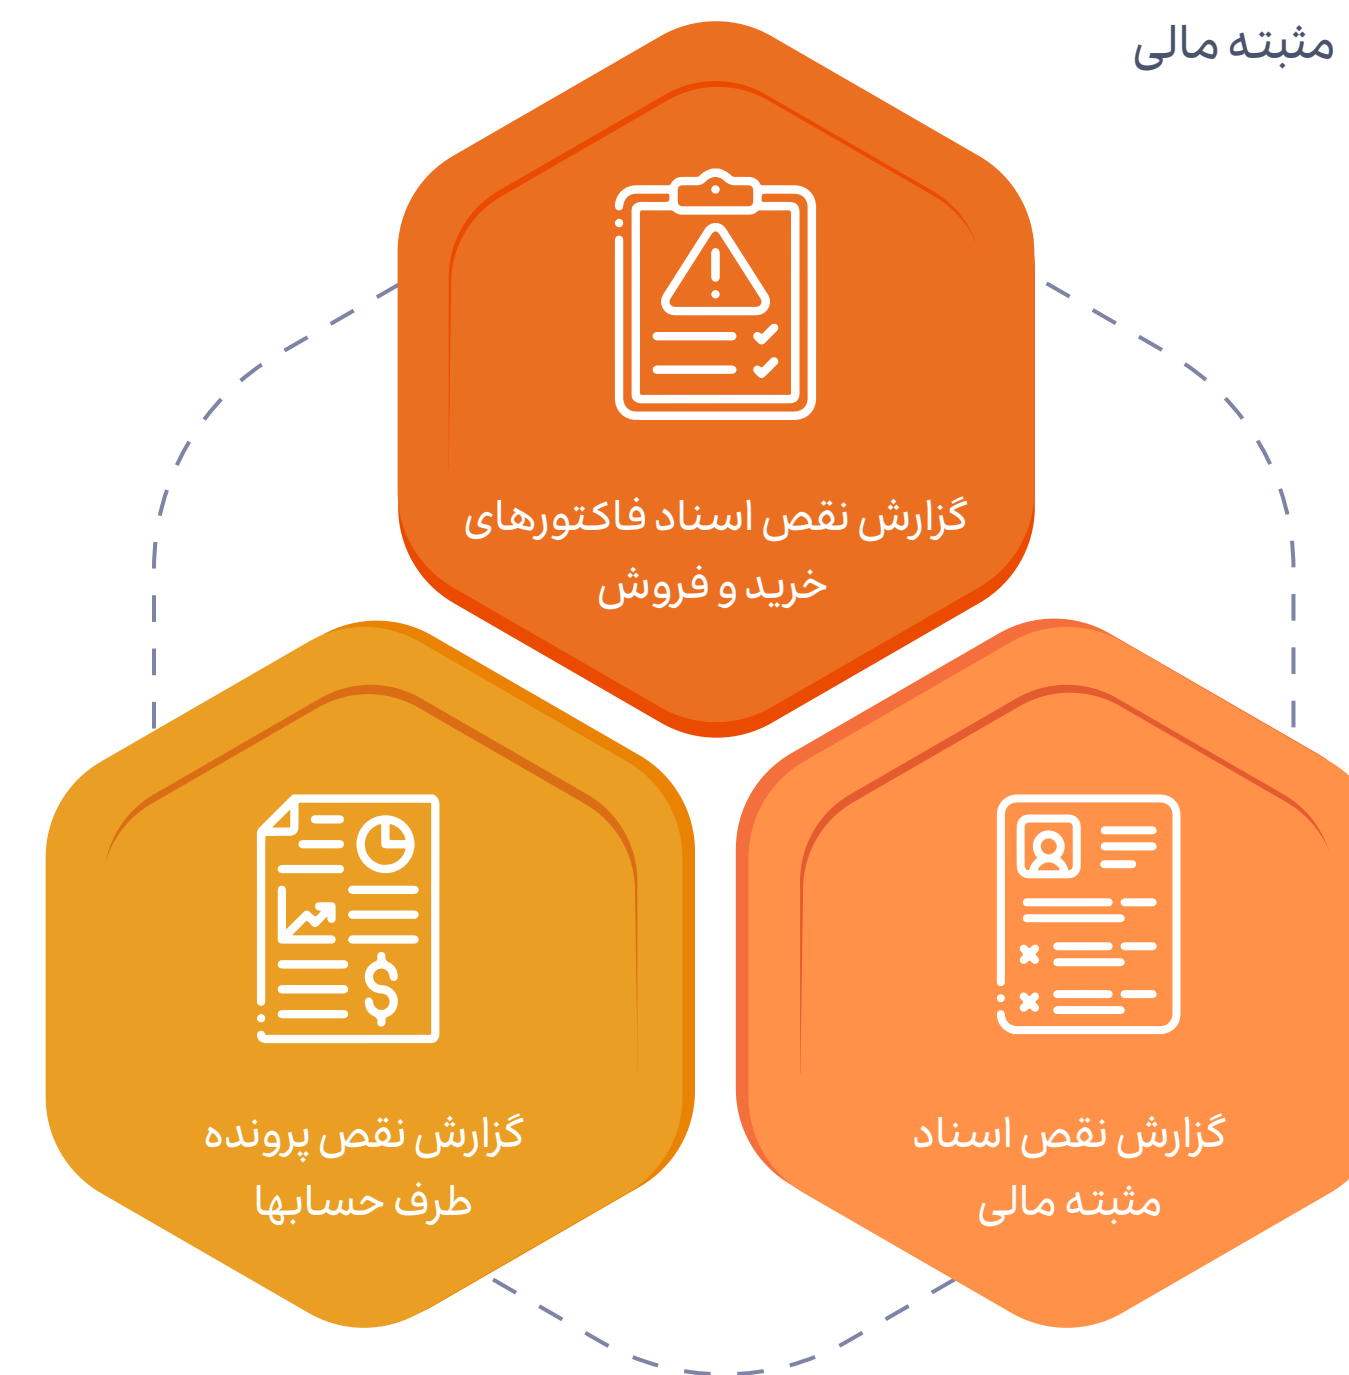 مثبته مالی
گزارش نقص اسناد فاکتورهای
خرید و فروش
گزارش نقص اسناد
مثبته مالی
گزارش نقص پرونده
طرف حسابها